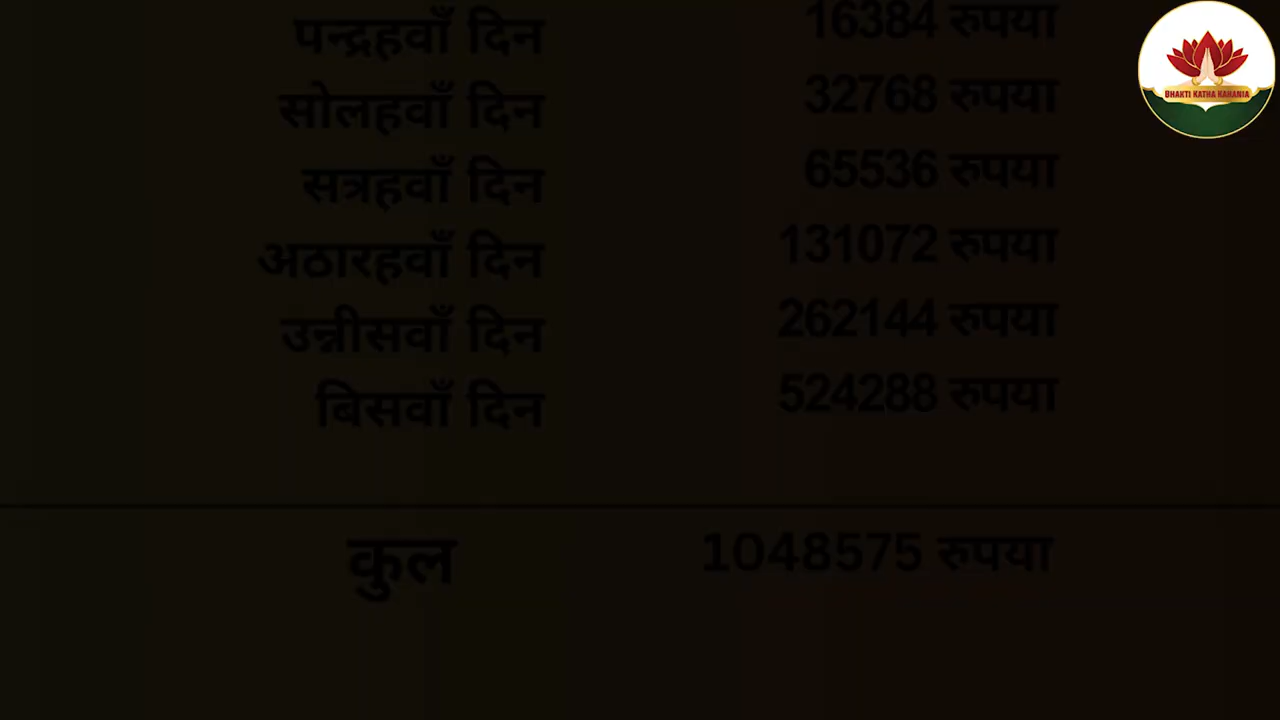 पन्द्रहवाँ दिन 16384 रुपया
सोलहवाँ दिन 32768 रुपया
सत्रहवाँ दिन 65536 रुपया
अठारहवाँ दिन 131072 रुपया
उन्नीसवाँ दिन 262144 रुपया
बिसवाँ दिन 524288 रुपया
कुल 1048575 रुपया
BHAKTI KATHA KAHANIA